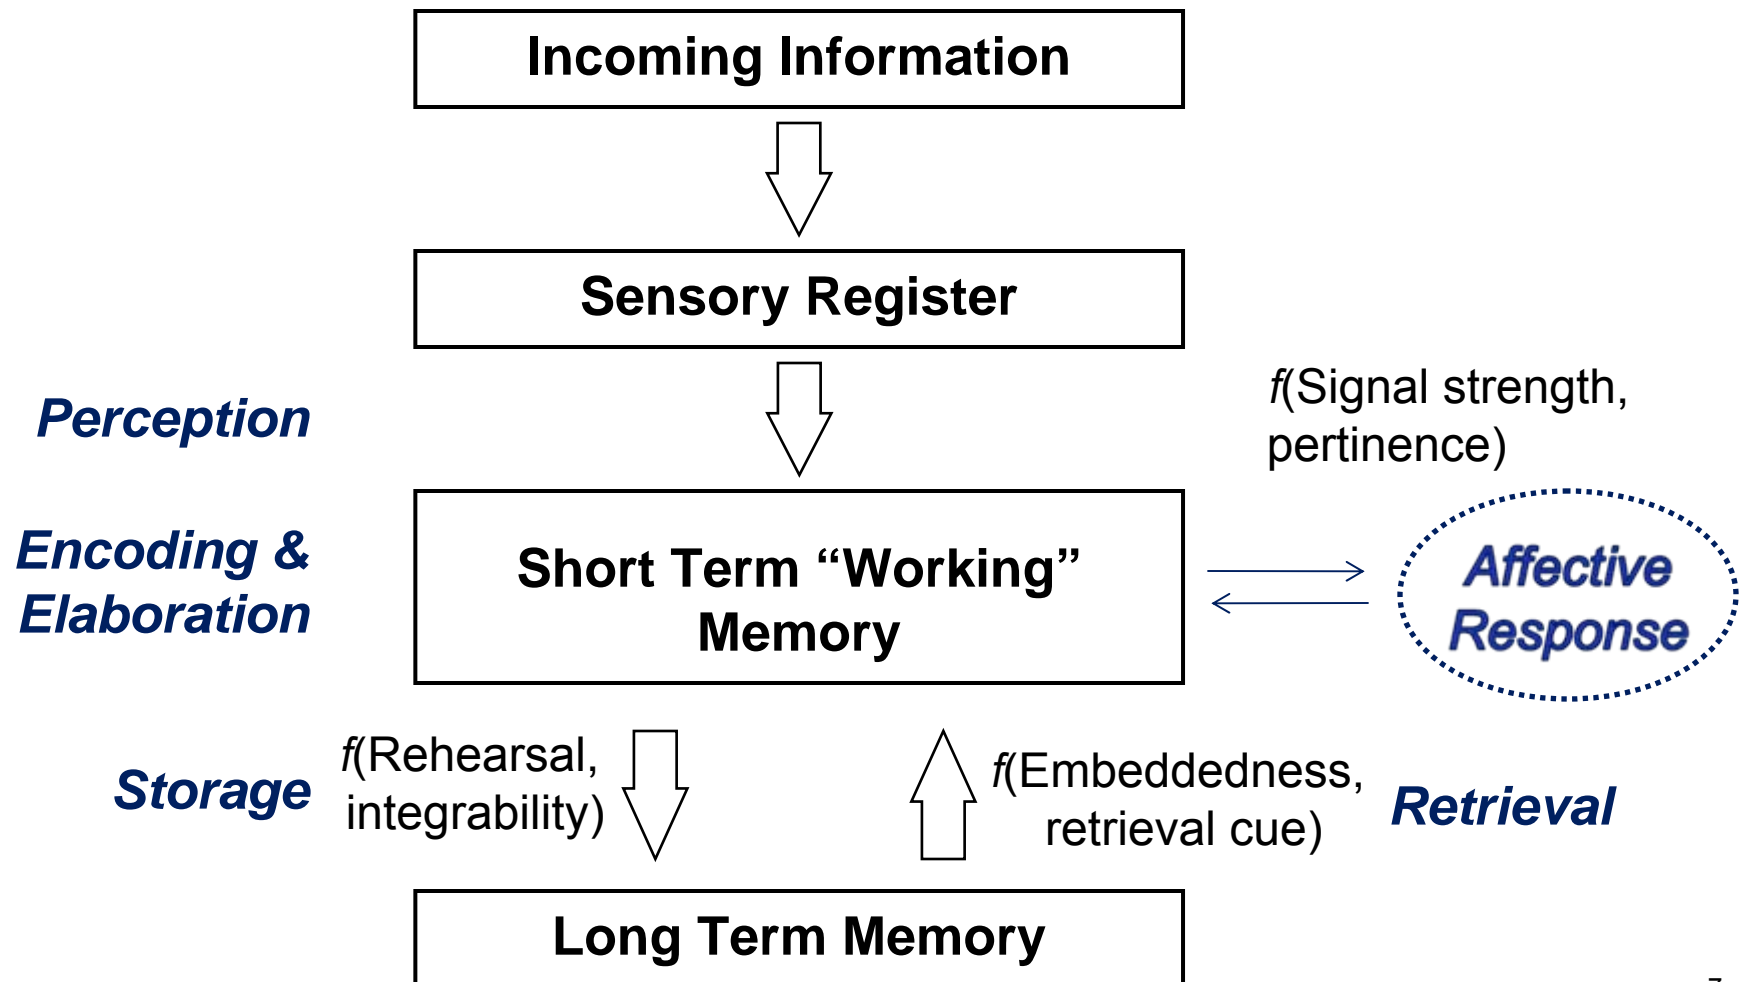 Incoming Information
Sensory Register
Perception
f(Signal strength,
pertinence)
Encoding &
Elaboration
Short Term “Working”
Memory
Affective
Response
Storage
f(Rehearsal,
integrability)
f(Embeddedness,
retrieval cue)
Retrieval
Long Term Memory